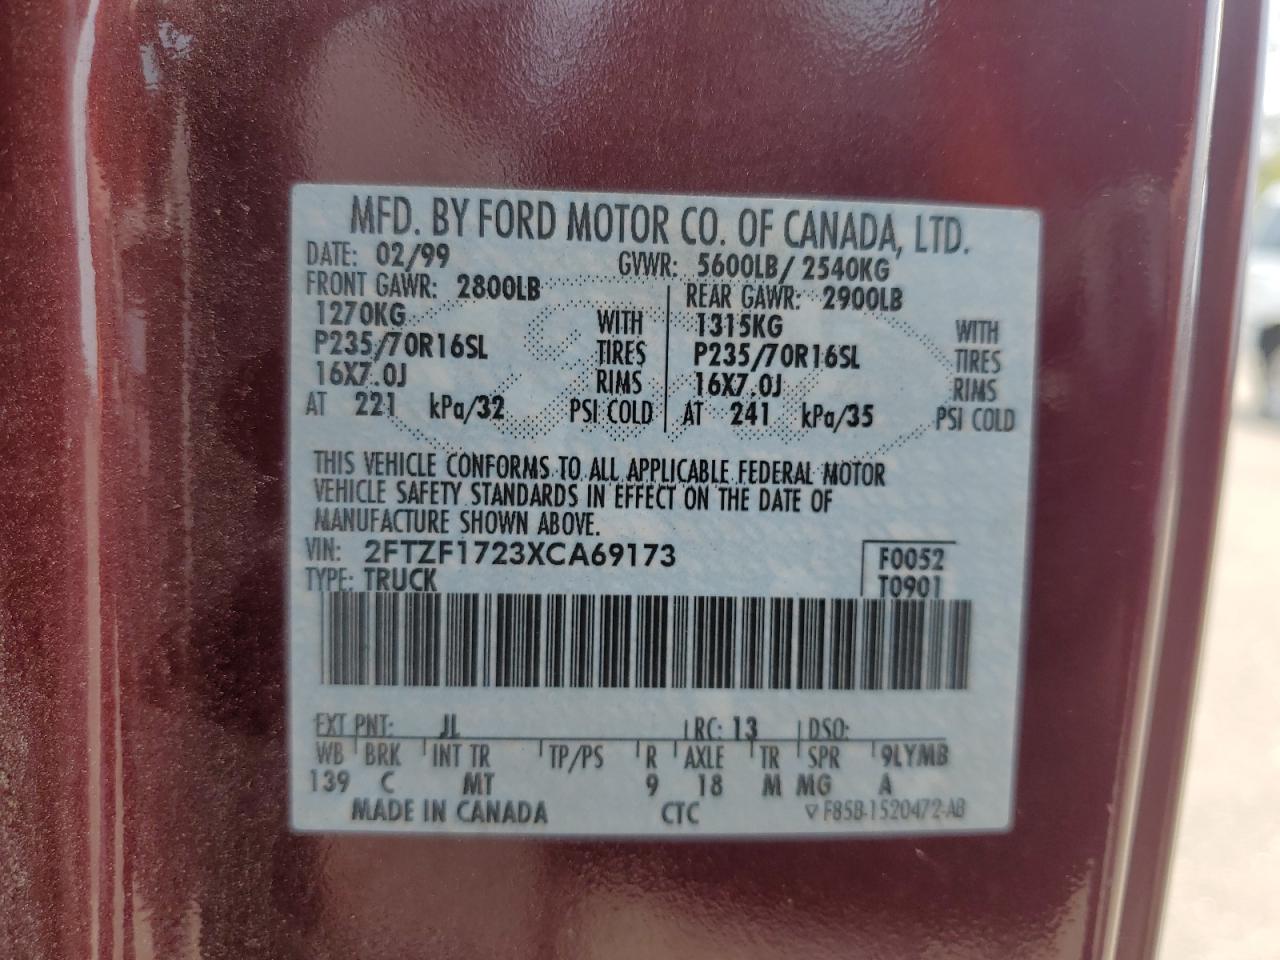 MFD. BY FORD MOTOR CO. OF CANADA, LTD.
DATE: 02/99 GVWR: 5600LB/ 2540KG
FRONT GAWR: 2800LB REAR GAWR: 2900LB
1270KG WITH 1315KG WITH
P235/70R16SL TIRES P235/70R16SL TIRES
16X7.0J RIMS 16X7.0J RIMS
AT 221 kPa/32 PSI COLD AT 241 kPa/35 PSI COLD
THIS VEHICLE CONFORMS TO ALL APPLICABLE FEDERAL MOTOR
VEHICLE SAFETY STANDARDS IN EFFECT ON THE DATE OF
MANUFACTURE SHOWN ABOVE.
VIN: 2FTZF1723XCA69173 F0052
TYPE: TRUCK T0901
EXT PNT: JL RC: 13 DSO:
WB BRK INT TR TP/PS R AXLE TR SPR 9LYMB
139 C MT 9 18 M MG A
MADE IN CANADA CTC ▽ F85B-1520472-AB